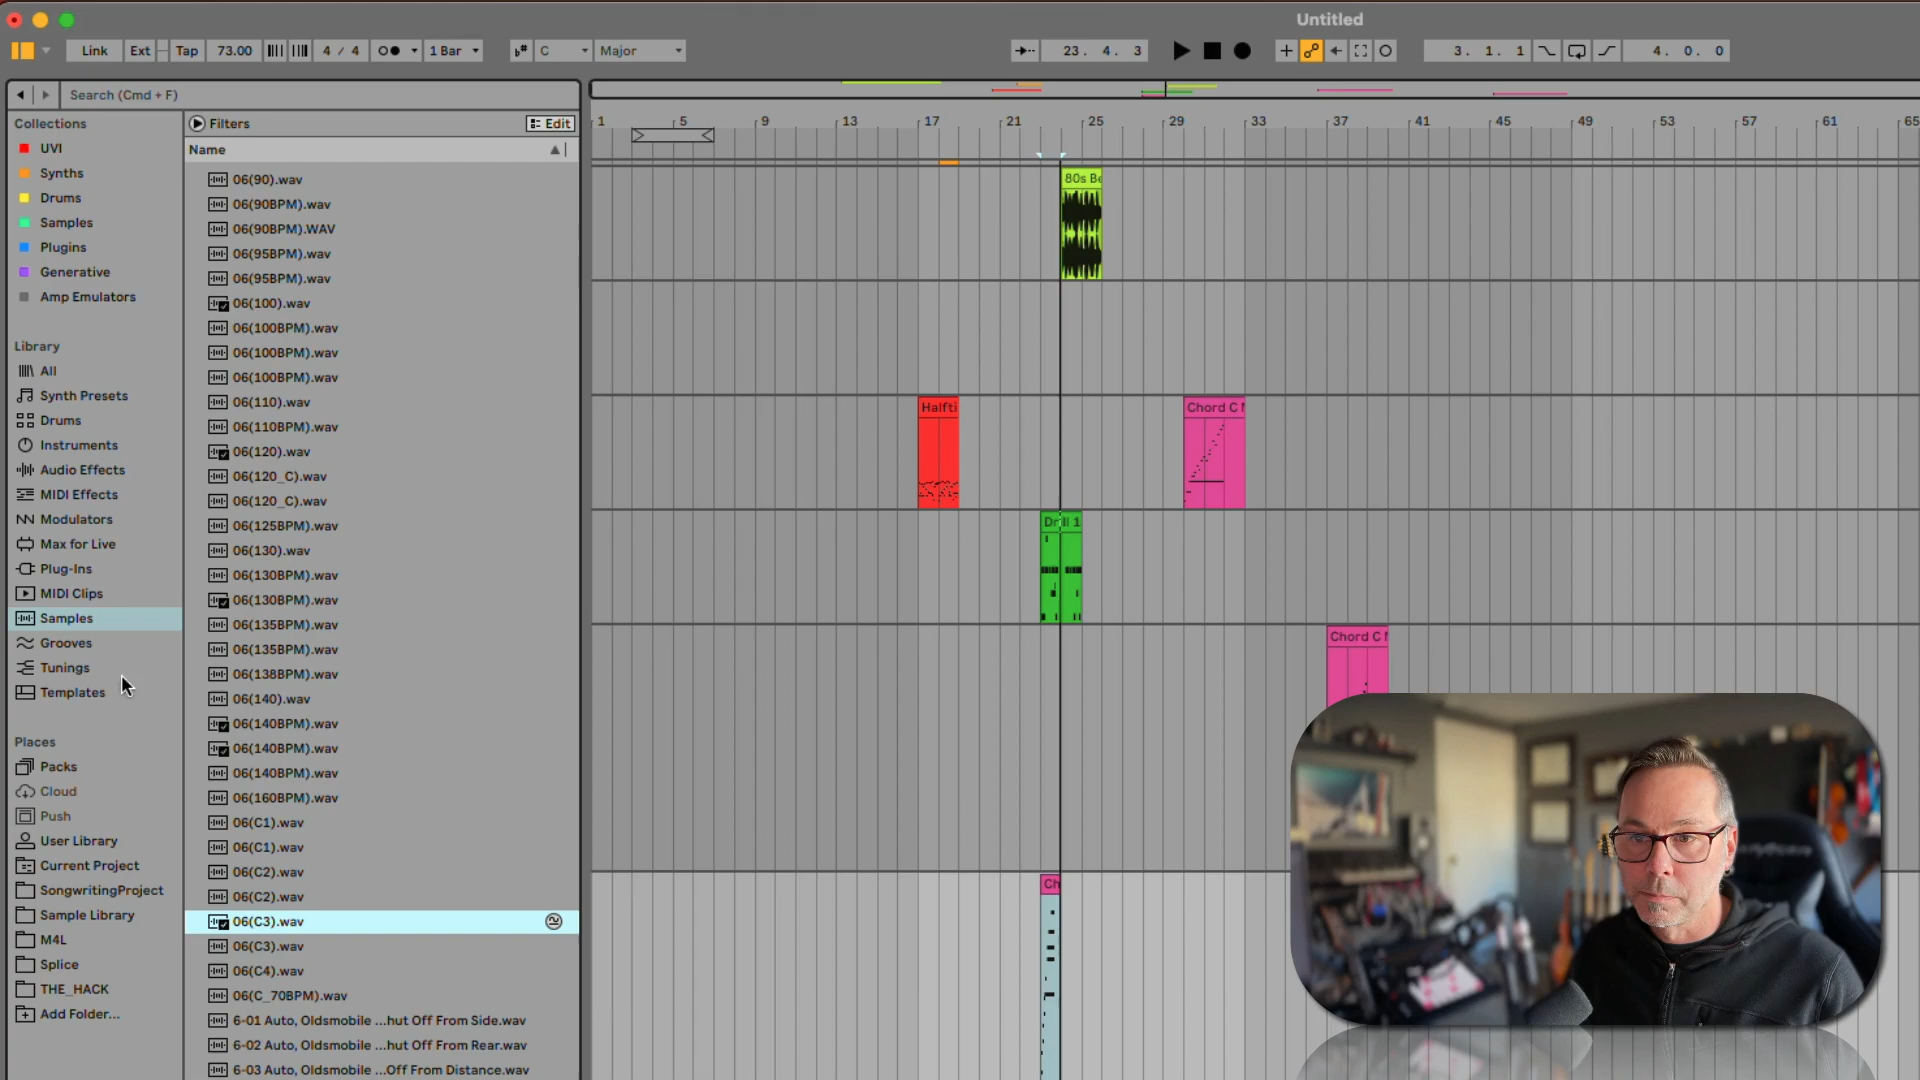 Untitled
Link Ext Tap 73.00 4 / 4 1 Bar C Major 23. 4. 3 3. 1. 1 4. 0. 0
Search (Cmd + F)
Collections
UVI
Synths
Drums
Samples
Plugins
Generative
Amp Emulators
Library
All
Synth Presets
Drums
Instruments
Audio Effects
MIDI Effects
Modulators
Max for Live
Plug-Ins
MIDI Clips
Samples
Grooves
Tunings
Templates
Places
Packs
Cloud
Push
User Library
Current Project
SongwritingProject
Sample Library
M4L
Splice
THE_HACK
Add Folder...
Filters Edit
Name
06(90).wav
06(90BPM).wav
06(90BPM).WAV
06(95BPM).wav
06(95BPM).wav
06(100).wav
06(100BPM).wav
06(100BPM).wav
06(100BPM).wav
06(110).wav
06(110BPM).wav
06(120).wav
06(120_C).wav
06(120_C).wav
06(125BPM).wav
06(130).wav
06(130BPM).wav
06(130BPM).wav
06(135BPM).wav
06(135BPM).wav
06(138BPM).wav
06(140).wav
06(140BPM).wav
06(140BPM).wav
06(140BPM).wav
06(160BPM).wav
06(C1).wav
06(C1).wav
06(C2).wav
06(C2).wav
06(C3).wav
06(C3).wav
06(C4).wav
06(C_70BPM).wav
6-01 Auto, Oldsmobile ...hut Off From Side.wav
6-02 Auto, Oldsmobile ...hut Off From Rear.wav
6-03 Auto, Oldsmobile ...Off From Distance.wav
1 5 9 13 17 21 25 29 33 37 41 45 49 53 57 61 65
80s Be
Halfti
Chord C
Drill 1
Chord C
Ch